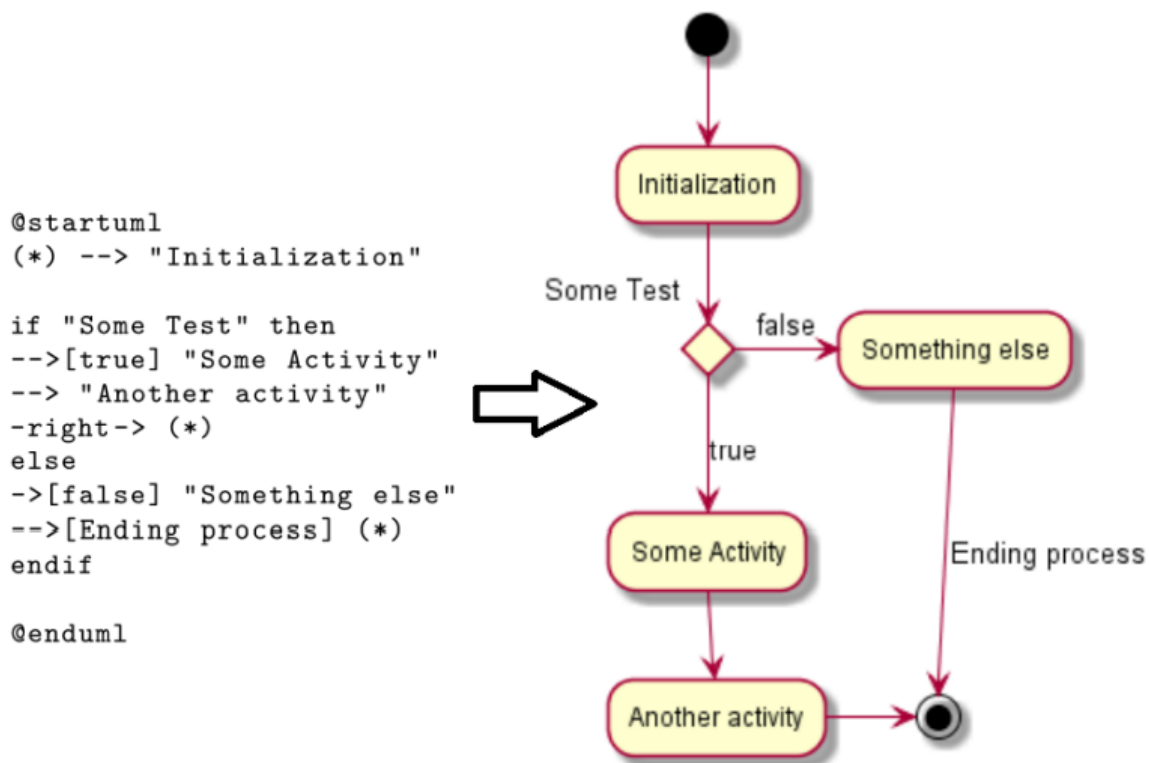 @startuml
(*) --> "Initialization"
if "Some Test" then
-->[true] "Some Activity"
--> "Another activity"
-right-> (*)
else
->[false] "Something else"
-->[Ending process] (*)
endif
@enduml
Initialization
Some Test
false
Something else
true
Some Activity
Ending process
Another activity